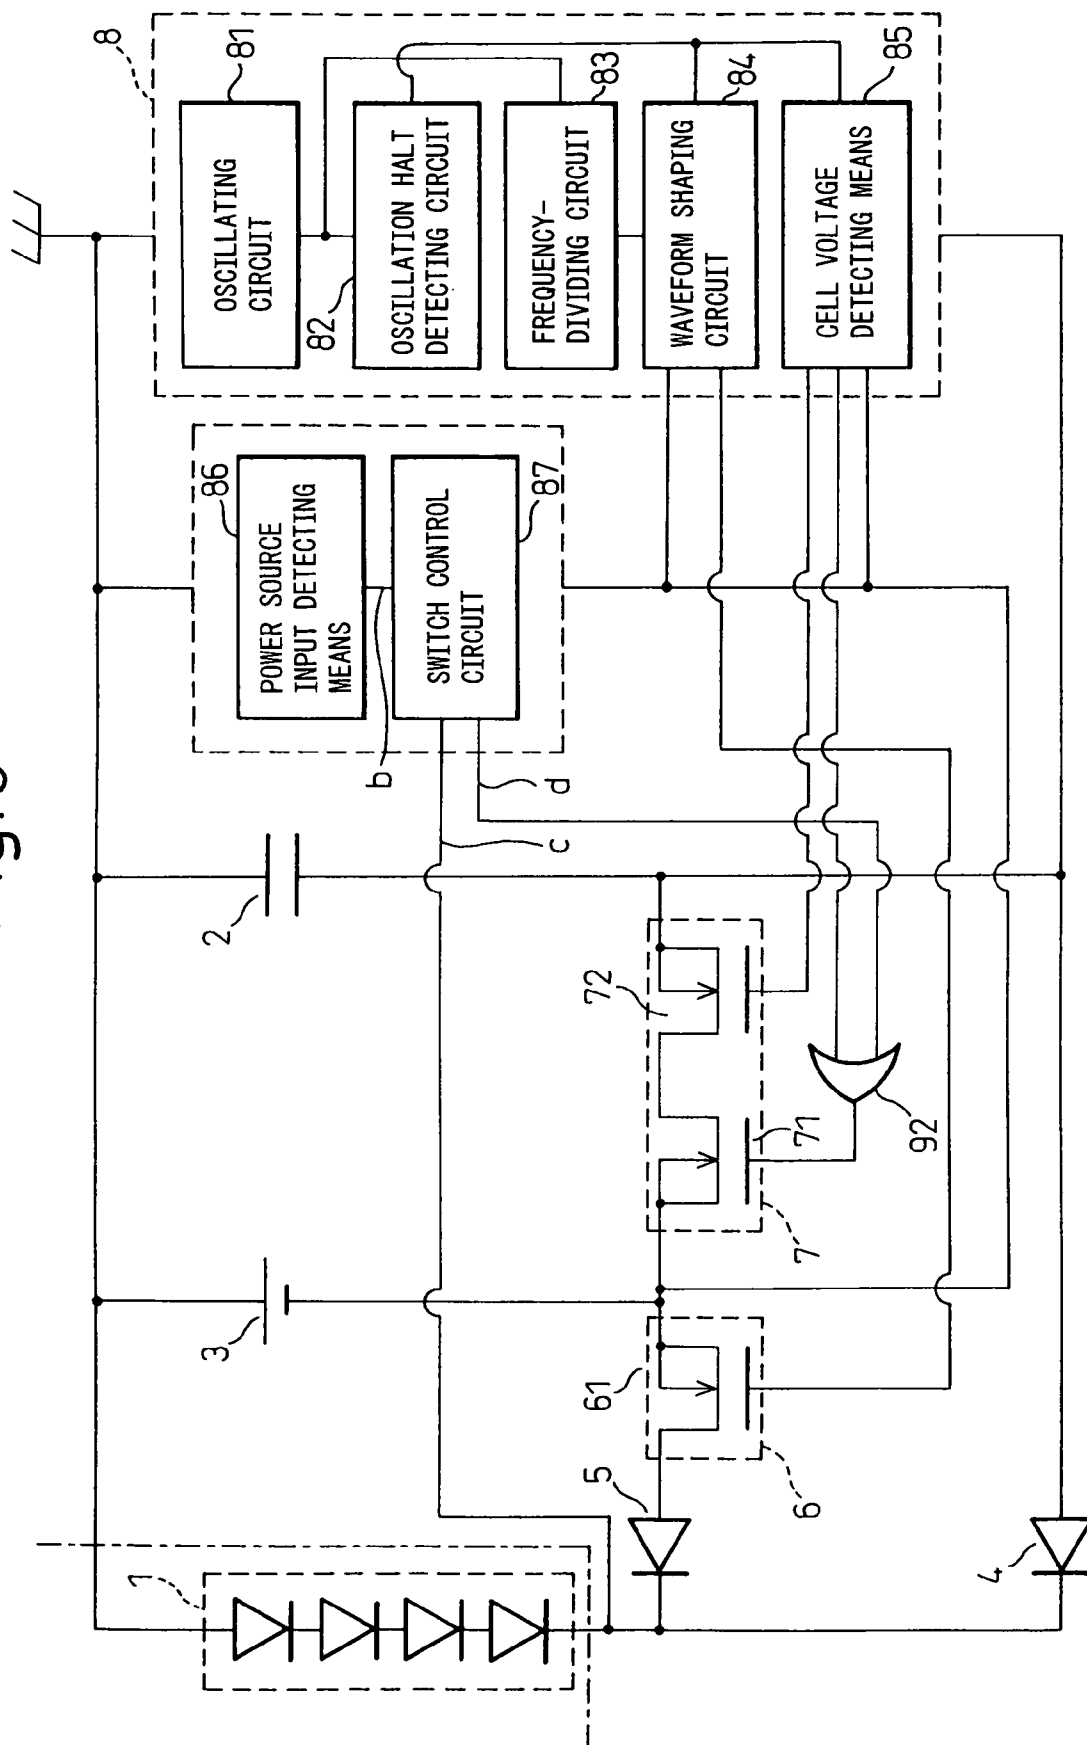 8
81
OSCILLATING
CIRCUIT
82
OSCILLATION HALT
DETECTING CIRCUIT
83
FREQUENCY-
DIVIDING CIRCUIT
84
WAVEFORM SHAPING
CIRCUIT
85
CELL VOLTAGE
DETECTING MEANS
86
POWER SOURCE
INPUT DETECTING
MEANS
b
87
SWITCH CONTROL
CIRCUIT
c
d
2
72
71
7
92
3
61
6
5
4
1